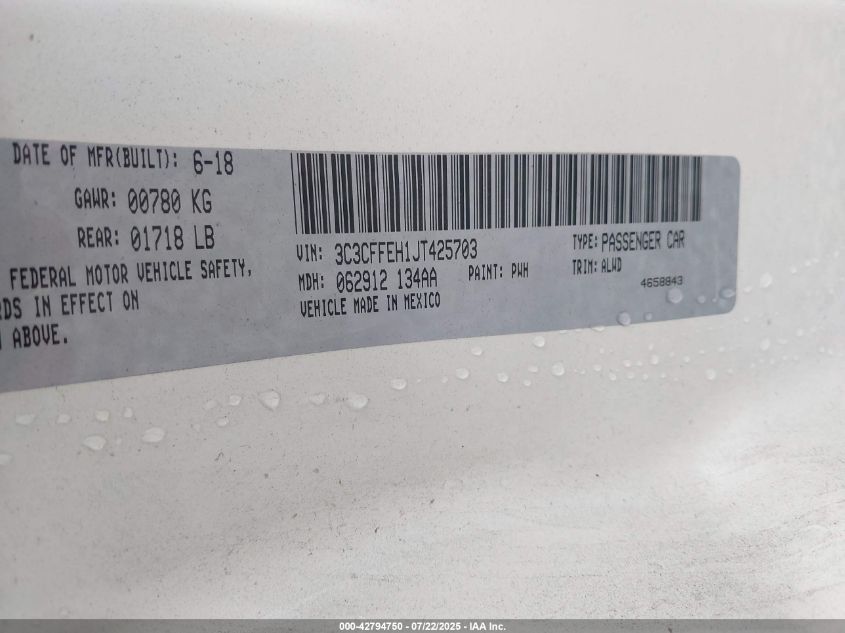 DATE OF MFR(BUILT): 6-18
GAWR: 00780 KG
REAR: 01718 LB
FEDERAL MOTOR VEHICLE SAFETY,
RDS IN EFFECT ON
ABOVE.
VIN: 3C3CFFEH1JT425703
TYPE: PASSENGER CAR
MDH: 062912 134AA
PAINT: PWH
TRIM: ALWD
VEHICLE MADE IN MEXICO
4658843
000-42794750 - 07/22/2025 - IAA Inc.